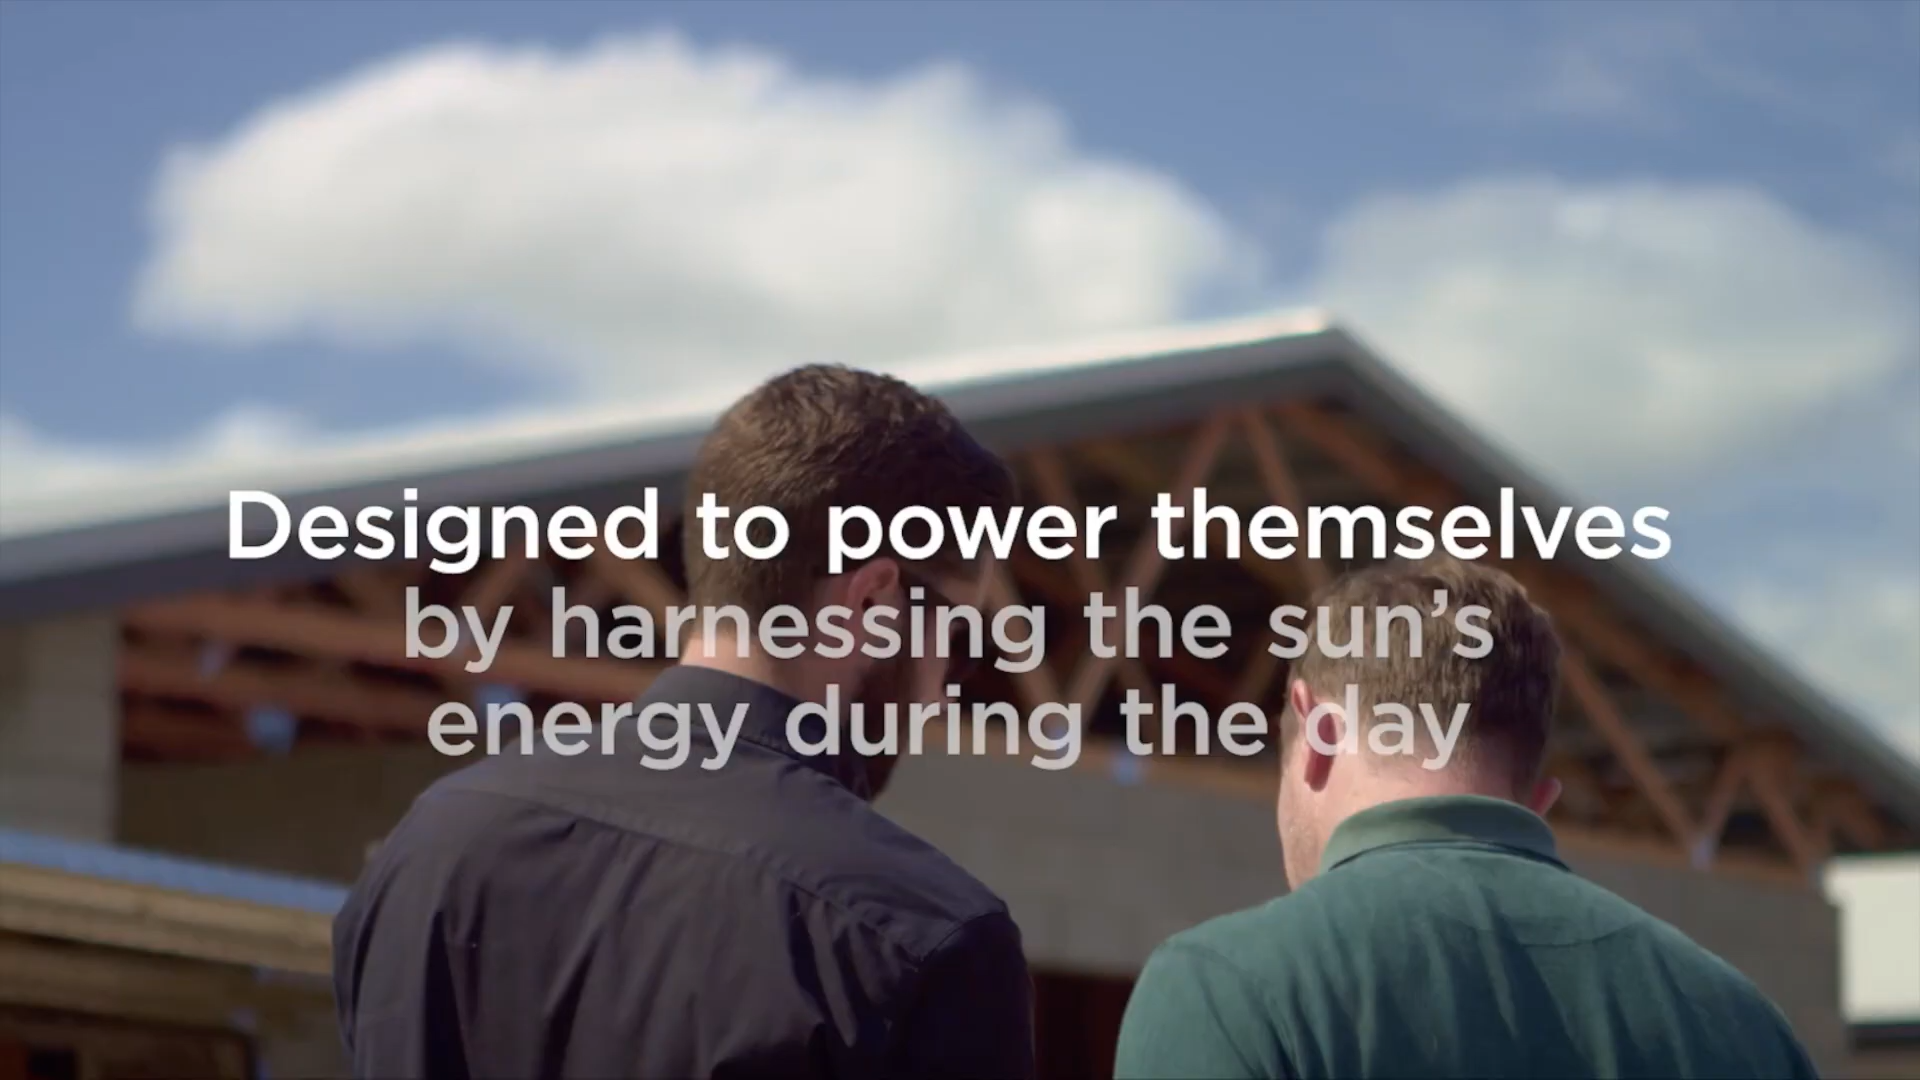 Designed to power themselves
by harnessing the sun’s
energy during the day